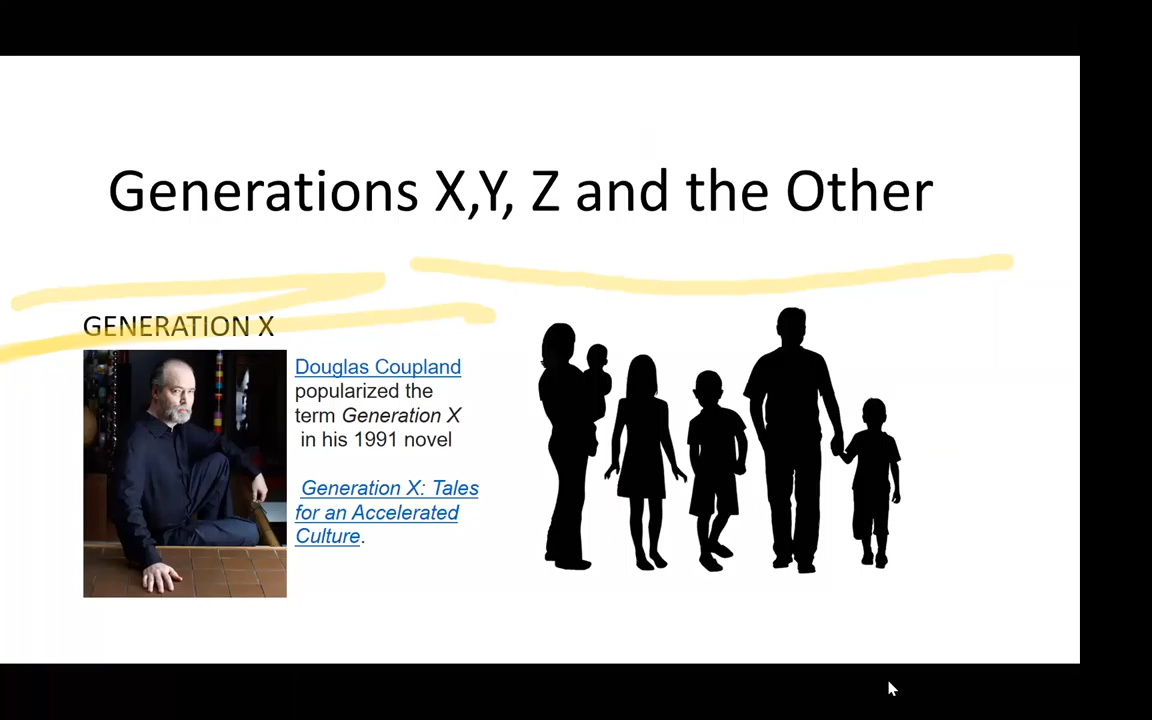 Generations X,Y, Z and the Other
GENERATION X
Douglas Coupland
popularized the
term Generation X
in his 1991 novel
Generation X: Tales
for an Accelerated
Culture.